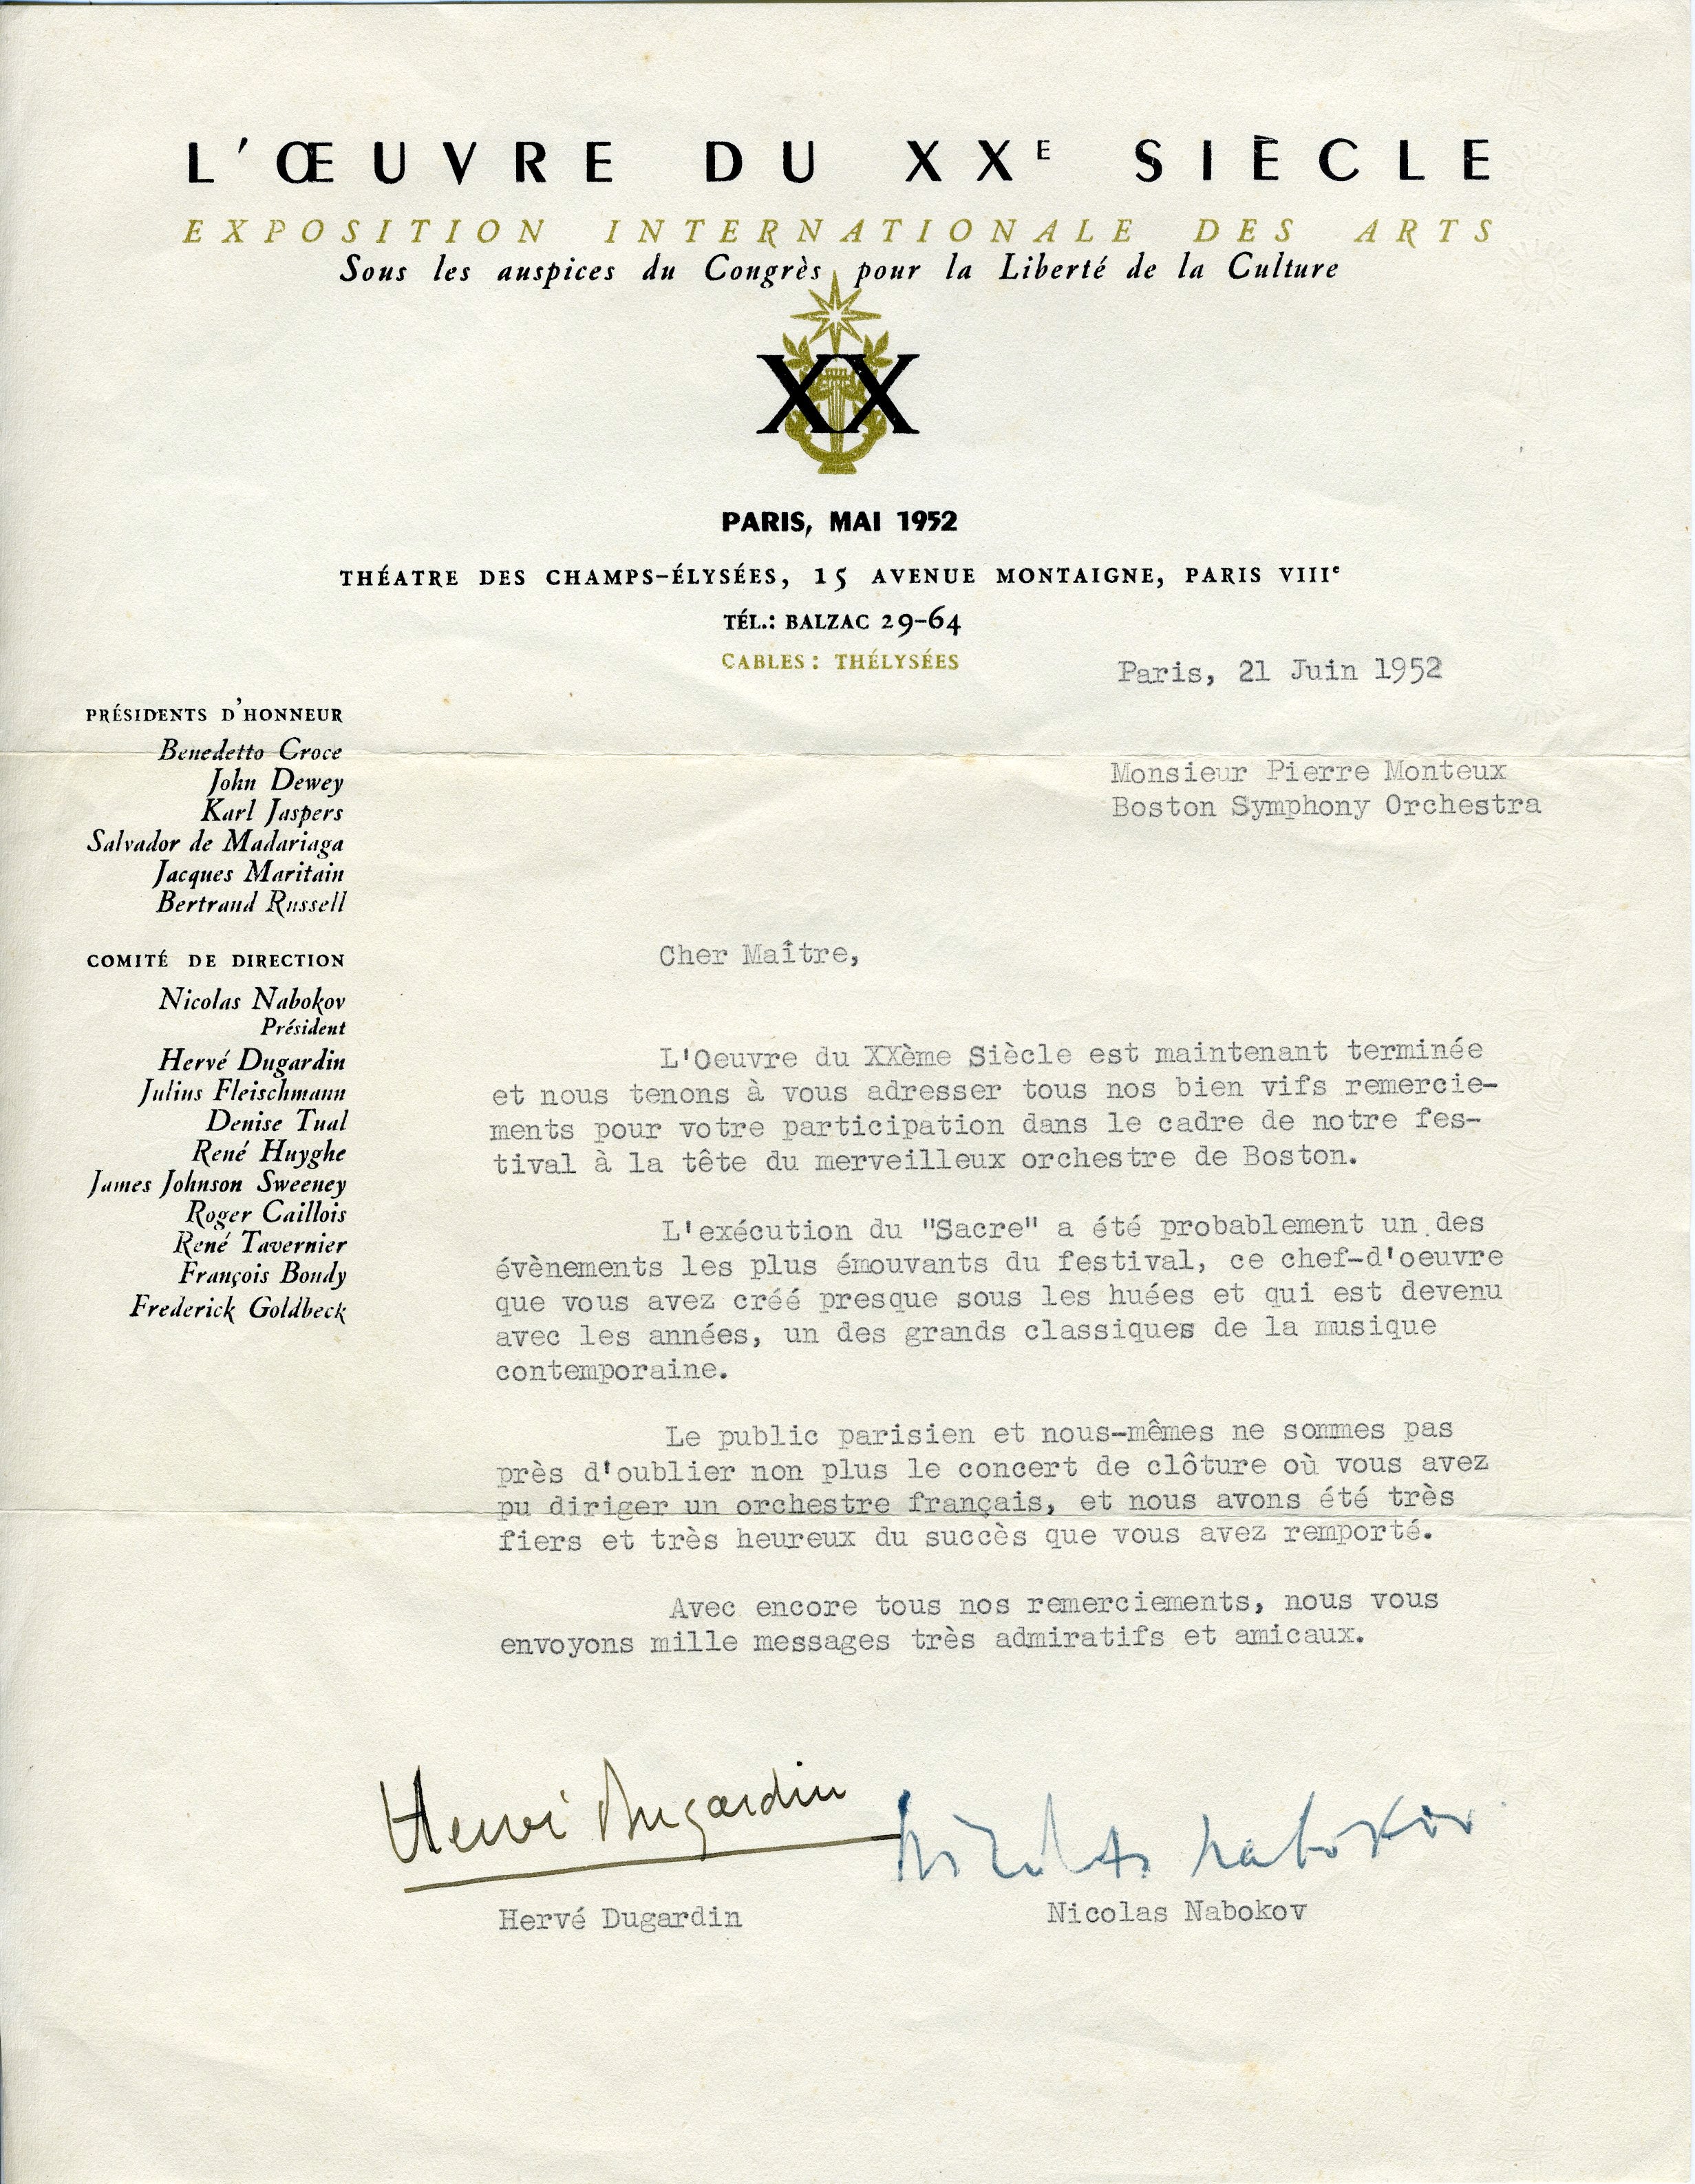 L'ŒUVRE DU XXE SIÈCLE
EXPOSITION INTERNATIONALE DES ARTS
Sous les auspices du Congrès pour la Liberté de la Culture
XX
PARIS, MAI 1952
THÉATRE DES CHAMPS-ÉLYSÉES, 15 AVENUE MONTAIGNE, PARIS VIIIe
TÉL.: BALZAC 29-64
CABLES : THÉLYSÉES
Paris, 21 Juin 1952
Monsieur Pierre Monteux
Boston Symphony Orchestra
PRÉSIDENTS D'HONNEUR
Benedetto Croce
John Dewey
Karl Jaspers
Salvador de Madariaga
Jacques Maritain
Bertrand Russell
COMITÉ DE DIRECTION
Nicolas Nabokov
Président
Hervé Dugardin
Julius Fleischmann
Denise Tual
René Huyghe
James Johnson Sweeney
Roger Caillois
René Tavernier
François Bondy
Frederick Goldbeck
Cher Maître,
L'Oeuvre du XXème Siècle est maintenant terminée
et nous tenons à vous adresser tous nos bien vifs remercie-
ments pour votre participation dans le cadre de notre fes-
tival à la tête du merveilleux orchestre de Boston.
L'exécution du "Sacre" a été probablement un des
évènements les plus émouvants du festival, ce chef-d'oeuvre
que vous avez créé presque sous les huées et qui est devenu
avec les années, un des grands classiques de la musique
contemporaine.
Le public parisien et nous-mêmes ne sommes pas
près d'oublier non plus le concert de clôture où vous avez
pu diriger un orchestre français, et nous avons été très
fiers et très heureux du succès que vous avez remporté.
Avec encore tous nos remerciements, nous vous
envoyons mille messages très admiratifs et amicaux.
Hervé Dugardin
Nicolas Nabokov
Hervé Dugardin
Nicolas Nabokov